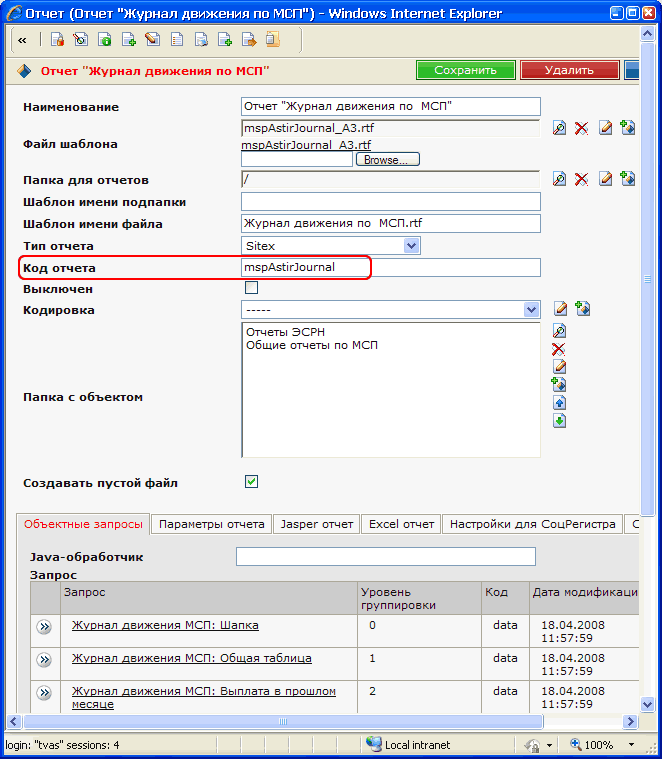 Отчет (Отчет "Журнал движения по МСП") - Windows Internet Explorer
«
Отчет "Журнал движения по МСП"
Сохранить
Удалить
Наименование
Отчет "Журнал движения по  МСП"
mspAstirJournal_A3.rtf
Файл шаблона
mspAstirJournal_A3.rtf
Browse...
Папка для отчетов
/
Шаблон имени подпапки
Шаблон имени файла
Журнал движения по  МСП.rtf
Тип отчета
Sitex
Код отчета
mspAstirJournal
Выключен
Кодировка
-----
Отчеты ЭСРН
Общие отчеты по МСП
Папка с объектом
Создавать пустой файл
Объектные запросы
Параметры отчета
Jasper отчет
Excel отчет
Настройки для СоцРегистра
С
Java-обработчик
Запрос
Запрос
Уровень группировки
Код
Дата модификаци
Журнал движения МСП: Шапка
0
data
18.04.2008 11:57:59
Журнал движения МСП: Общая таблица
1
data
18.04.2008 11:57:59
Журнал движения МСП: Выплата в прошлом месяце
2
data
18.04.2008 11:57:59
login: "tvas" sessions: 4
Local intranet
100%